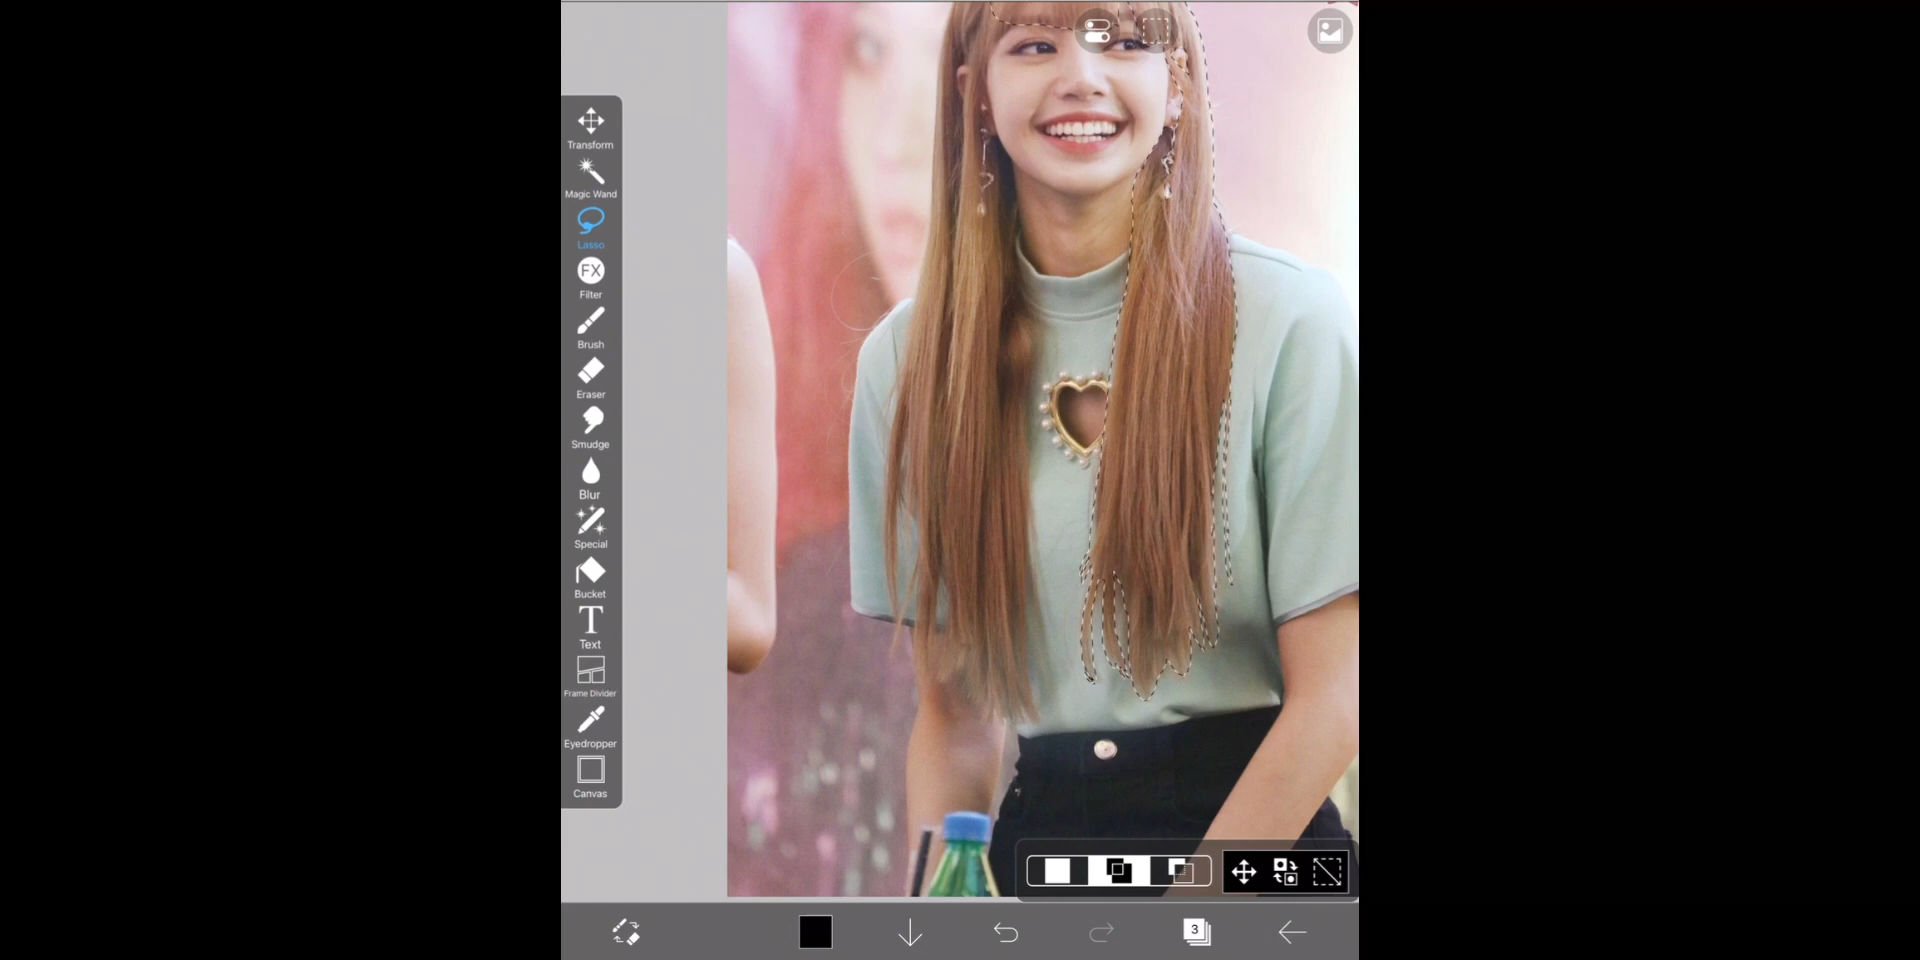 Transform
Magic Wand
Lasso
FX
Filter
Brush
Eraser
Smudge
Blur
Special
Bucket
T
Text
Frame Divider
Eyedropper
Canvas
3